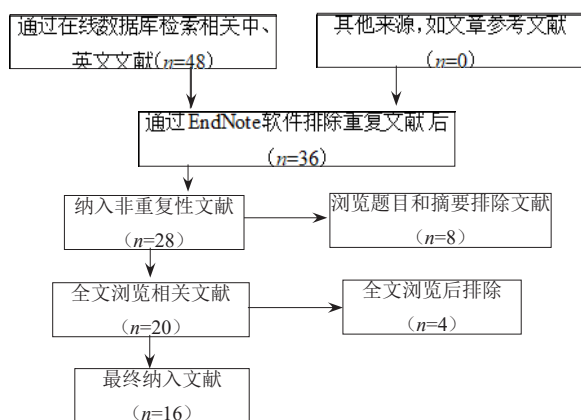 通过在线数据库检索相关中、
英文文献(n=48)
其他来源,如文章参考文献
(n=0)
通过EndNote软件排除重复文献后
(n=36)
纳入非重复性文献
(n=28)
浏览题目和摘要排除文献
(n=8)
全文浏览相关文献
(n=20)
全文浏览后排除
(n=4)
最终纳入文献
(n=16)